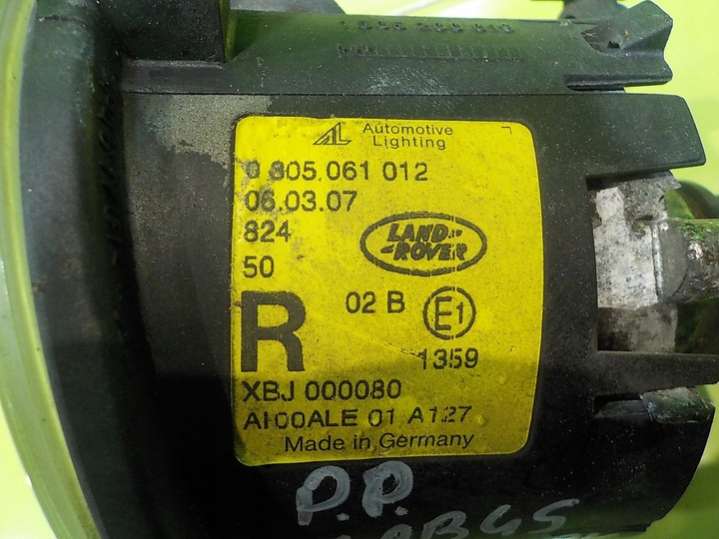 Automotive
Lighting
0 305 061 012
06.03.07
824
50
LAND-
ROVER
R
02 B
E1
1359
XBJ 000080
A100ALE 01 A127
Made in Germany
P.P.